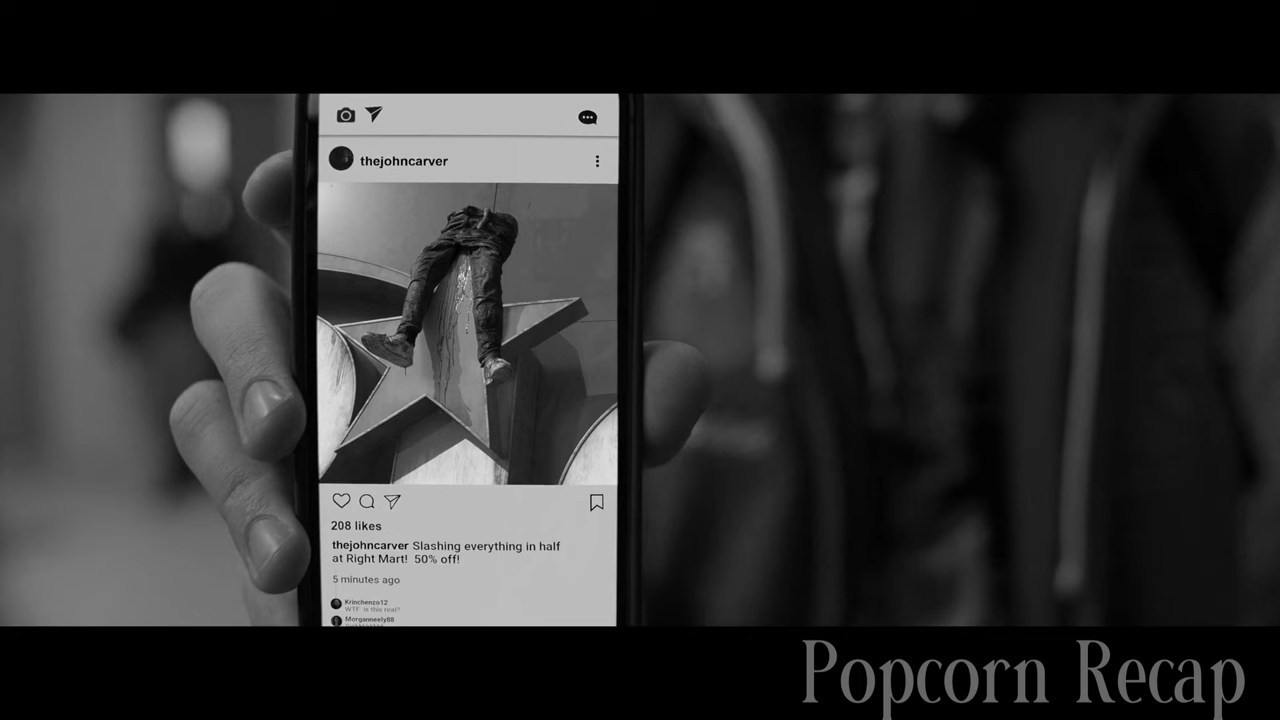 thejohncarver
208 likes
thejohncarver Slashing everything in half
at Right Mart! 50% off!
5 minutes ago
Krinchenzo12
WTF is this real?
Morganneely88
Popcorn Recap